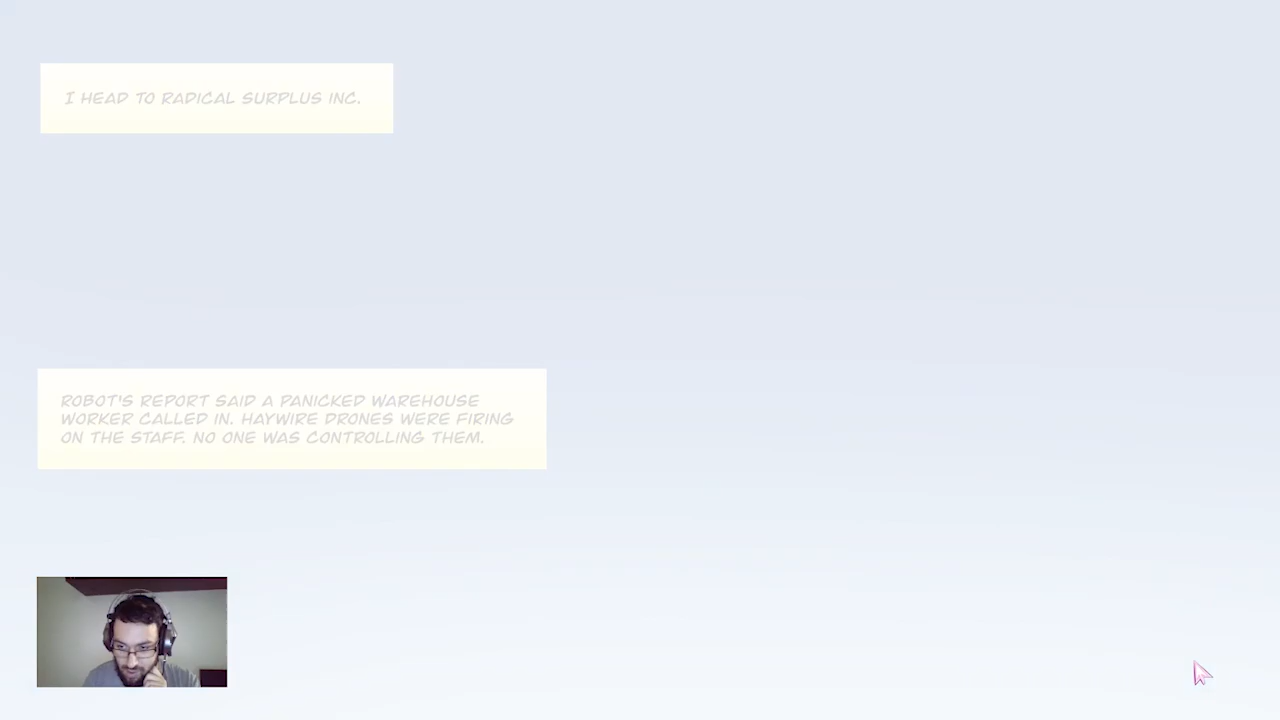 I HEAD TO RADICAL SURPLUS INC.
ROBOT'S REPORT SAID A PANICKED WAREHOUSE
WORKER CALLED IN. HAYWIRE DRONES WERE FIRING
ON THE STAFF. NO ONE WAS CONTROLLING THEM.